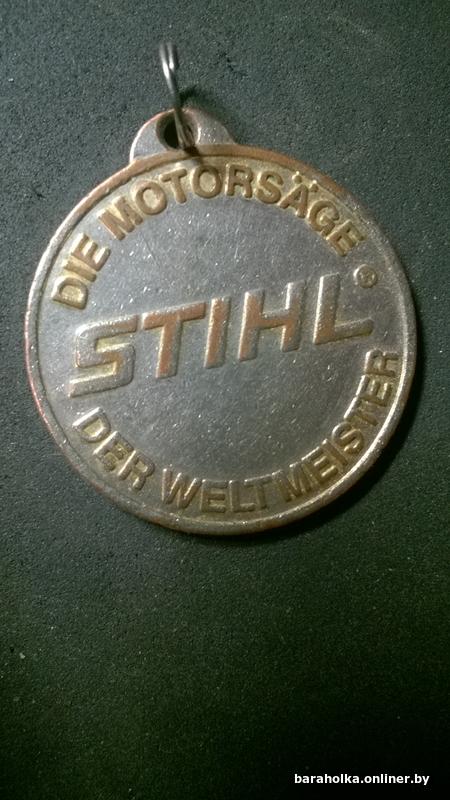 DIE MOTORSÄGE
STIHL®
DER WELTMEISTER
baraholka.onliner.by